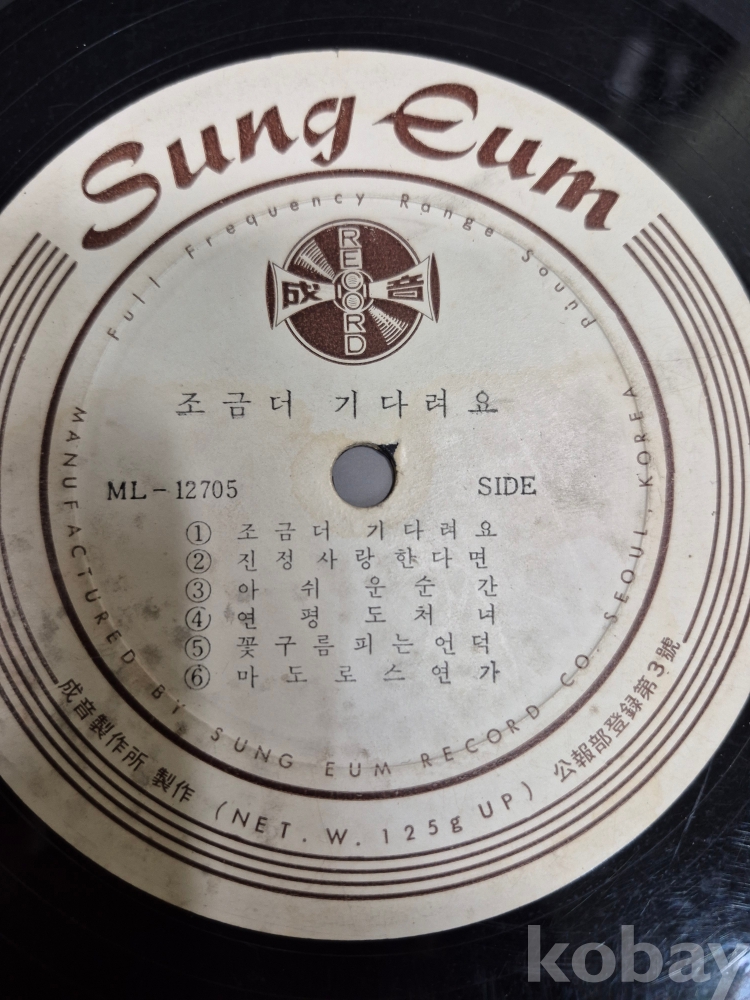 Sung Eum
Full Frequency Range Sound
RECORD
成音
조금더 기다려요
ML-12705
SIDE
① 조금더 기다려요
② 진정사랑한다면
③ 아쉬운순간
④ 연평도처녀
⑤ 꽃구름피는언덕
⑥ 마도로스연가
MANUFACTURED BY SUNG EUM RECORD CO. SEOUL, KOREA
成音製作所 製作 (NET. W. 125g UP) 公報部登録第3號
kobay